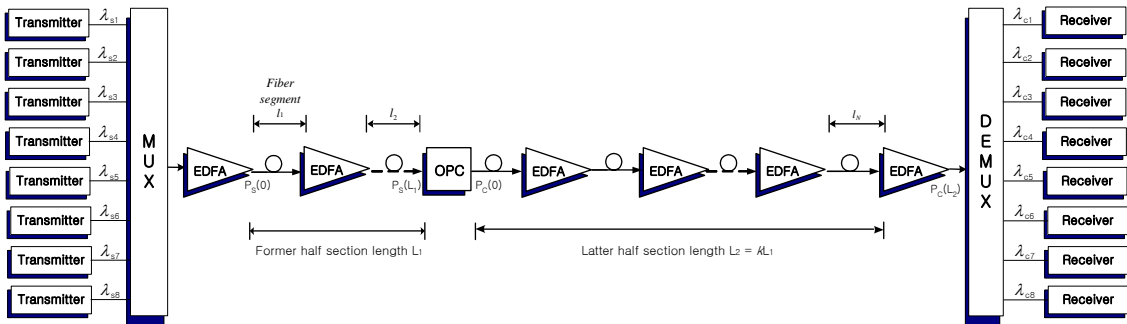 Transmitter λs1
Transmitter λs2
Transmitter λs3
Transmitter λs4
Transmitter λs5
Transmitter λs6
Transmitter λs7
Transmitter λs8
MUX
EDFA
PS(0)
Fiber
segment
l1
EDFA
l2
PS(L1)
OPC
PC(0)
EDFA
EDFA
EDFA
lN
EDFA
PC(L2)
Former half section length L1
Latter half section length L2 = kL1
DEMUX
λc1 Receiver
λc2 Receiver
λc3 Receiver
λc4 Receiver
λc5 Receiver
λc6 Receiver
λc7 Receiver
λc8 Receiver